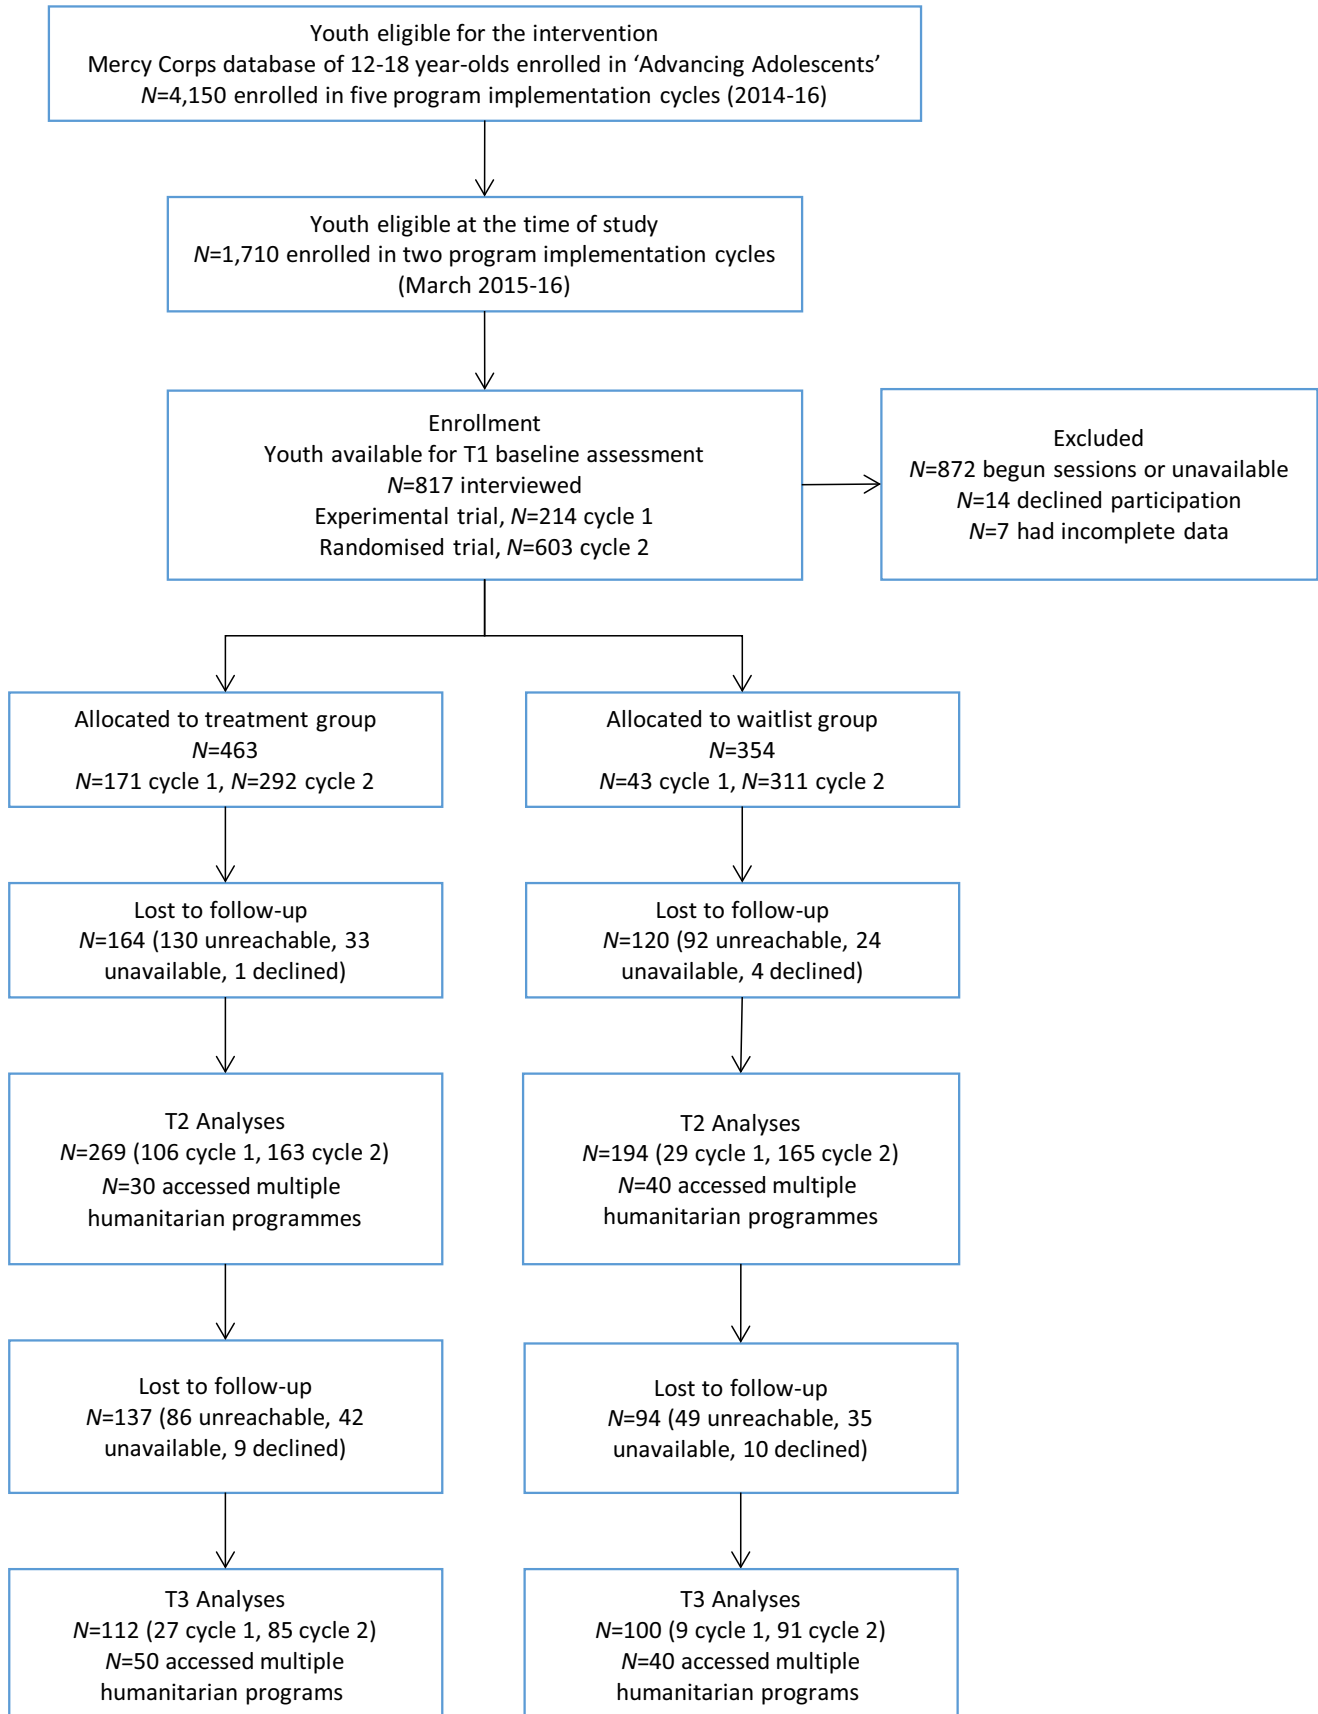 Youth eligible for the intervention
Mercy Corps database of 12-18 year-olds enrolled in ‘Advancing Adolescents’
N=4,150 enrolled in five program implementation cycles (2014-16)
Youth eligible at the time of study
N=1,710 enrolled in two program implementation cycles
(March 2015-16)
Enrollment
Youth available for T1 baseline assessment
N=817 interviewed
Experimental trial, N=214 cycle 1
Randomised trial, N=603 cycle 2
Excluded
N=872 begun sessions or unavailable
N=14 declined participation
N=7 had incomplete data
Allocated to treatment group
N=463
N=171 cycle 1, N=292 cycle 2
Allocated to waitlist group
N=354
N=43 cycle 1, N=311 cycle 2
Lost to follow-up
N=164 (130 unreachable, 33
unavailable, 1 declined)
Lost to follow-up
N=120 (92 unreachable, 24
unavailable, 4 declined)
T2 Analyses
N=269 (106 cycle 1, 163 cycle 2)
N=30 accessed multiple
humanitarian programmes
T2 Analyses
N=194 (29 cycle 1, 165 cycle 2)
N=40 accessed multiple
humanitarian programmes
Lost to follow-up
N=137 (86 unreachable, 42
unavailable, 9 declined)
Lost to follow-up
N=94 (49 unreachable, 35
unavailable, 10 declined)
T3 Analyses
N=112 (27 cycle 1, 85 cycle 2)
N=50 accessed multiple
humanitarian programs
T3 Analyses
N=100 (9 cycle 1, 91 cycle 2)
N=40 accessed multiple
humanitarian programs